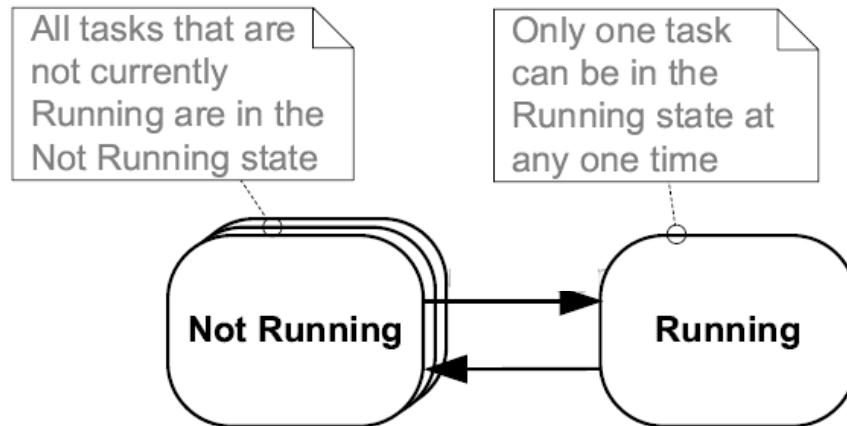 All tasks that are
not currently
Running are in the
Not Running state
Only one task
can be in the
Running state at
any one time
Not Running
Running